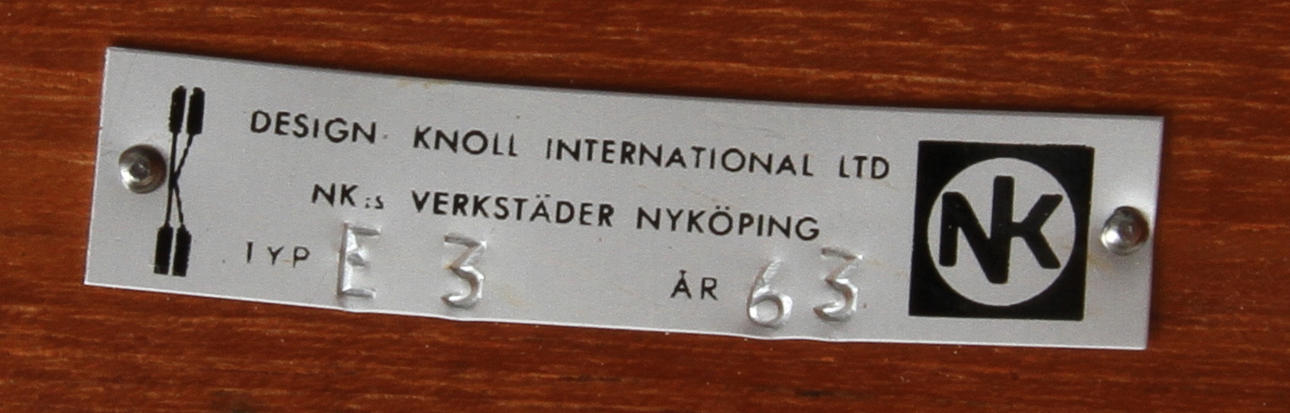 DESIGN KNOLL INTERNATIONAL LTD
NK:s VERKSTÄDER NYKÖPING
TYP E 3 ÅR 63
NK